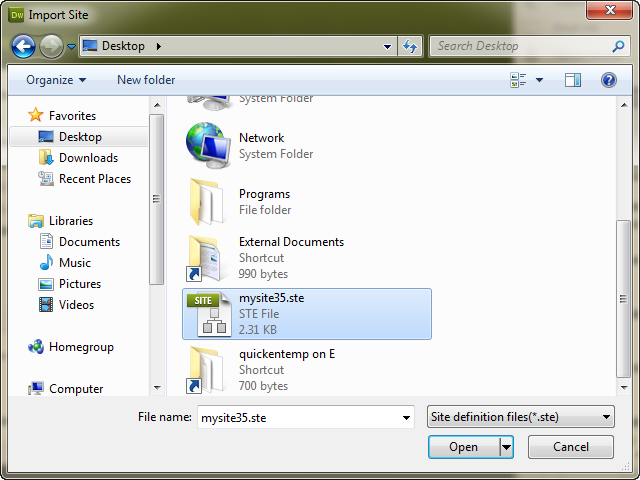 Dw Import Site
Desktop
Search Desktop
Organize
New folder
Favorites
Desktop
Downloads
Recent Places
Libraries
Documents
Music
Pictures
Videos
Homegroup
Computer
System Folder
Network
System Folder
Programs
File folder
External Documents
Shortcut
990 bytes
SITE
mysite35.ste
STE File
2.31 KB
quickentemp on E
Shortcut
700 bytes
File name: mysite35.ste
Site definition files(*.ste)
Open
Cancel